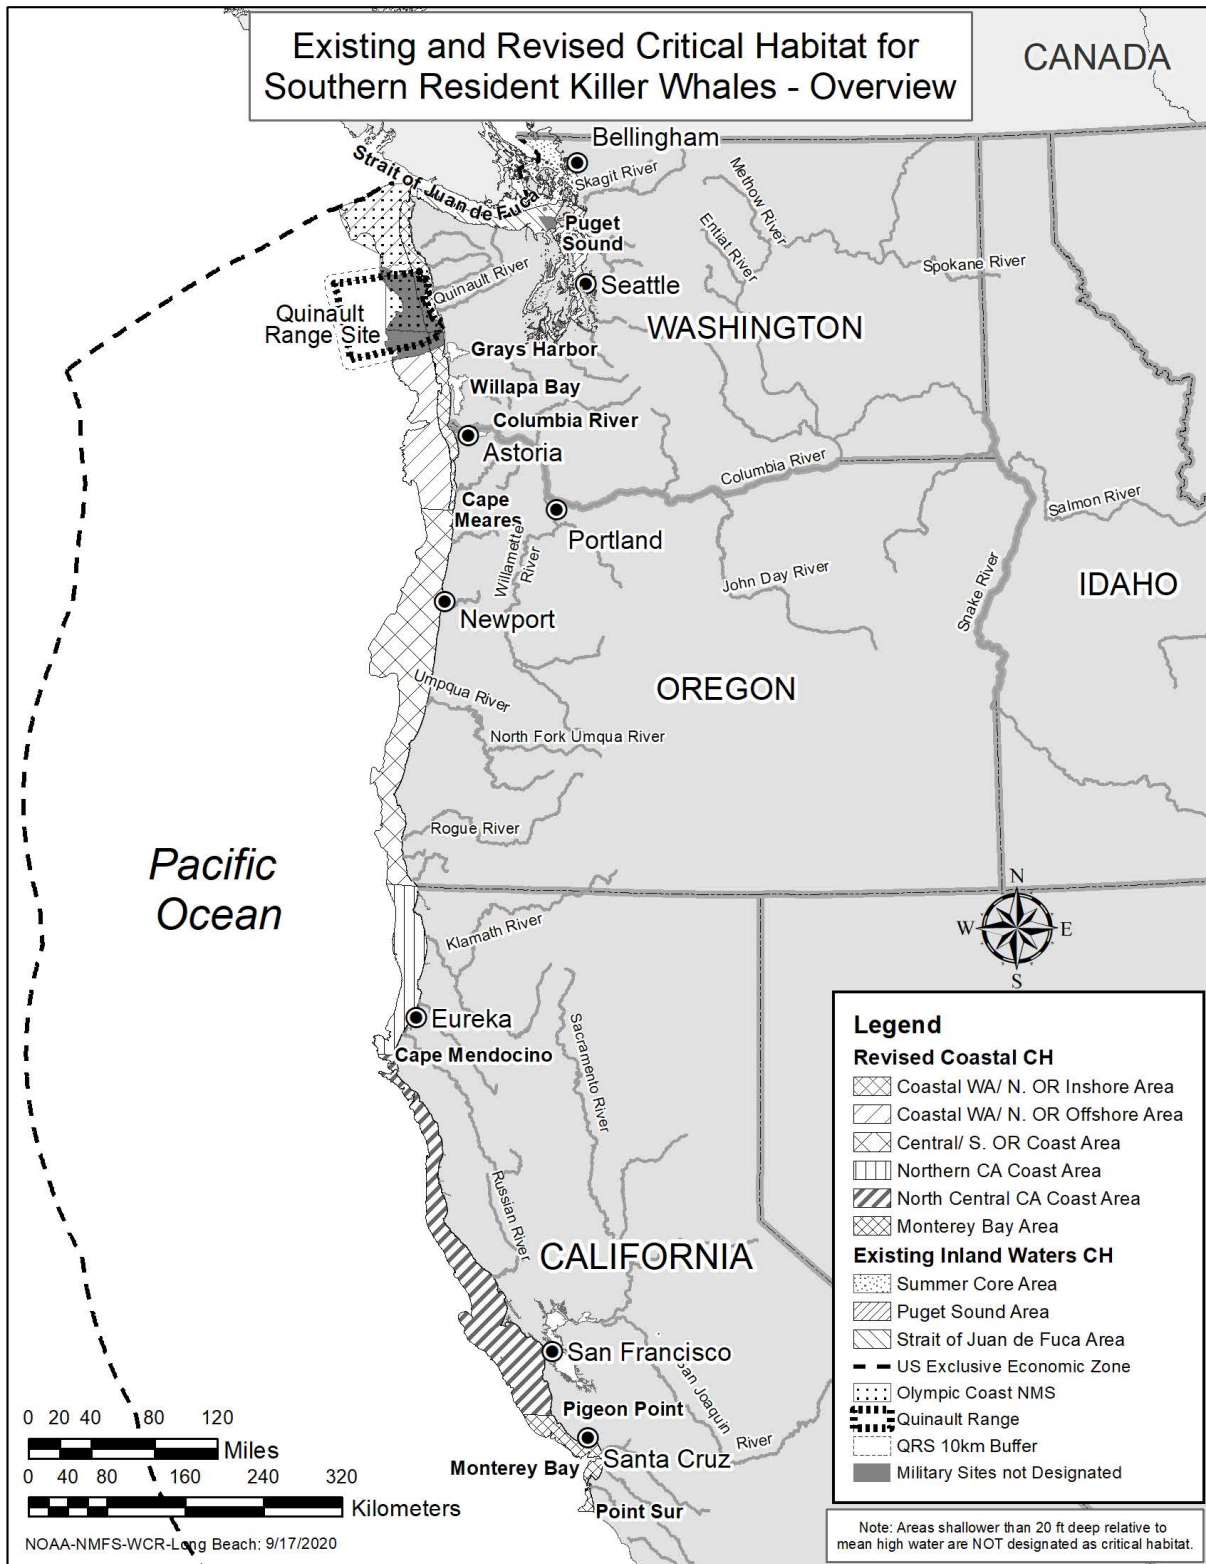 Existing and Revised Critical Habitat for
Southern Resident Killer Whales - Overview
CANADA
Bellingham
Strait of Juan de Fuca
Skagit River
Methow River
Puget
Sound
Entiat River
Spokane River
Quinault River
Seattle
Quinault
Range Site
WASHINGTON
Grays Harbor
Willapa Bay
Columbia River
Astoria
Columbia River
Cape
Meares
Salmon River
Portland
Willamette
River
John Day River
Snake River
IDAHO
Newport
Umpqua River
OREGON
North Fork Umqua River
Rogue River
Pacific
Ocean
N
W
E
S
Klamath River
Eureka
Sacramento River
Cape Mendocino
Russian River
CALIFORNIA
San Francisco
San Joaquin
River
Pigeon Point
Santa Cruz
Monterey Bay
Point Sur
Legend
Revised Coastal CH
Coastal WA/ N. OR Inshore Area
Coastal WA/ N. OR Offshore Area
Central/ S. OR Coast Area
Northern CA Coast Area
North Central CA Coast Area
Monterey Bay Area
Existing Inland Waters CH
Summer Core Area
Puget Sound Area
Strait of Juan de Fuca Area
US Exclusive Economic Zone
Olympic Coast NMS
Quinault Range
QRS 10km Buffer
Military Sites not Designated
0 20 40 80 120
Miles
0 40 80 160 240 320
Kilometers
NOAA-NMFS-WCR-Long Beach: 9/17/2020
Note: Areas shallower than 20 ft deep relative to
mean high water are NOT designated as critical habitat.